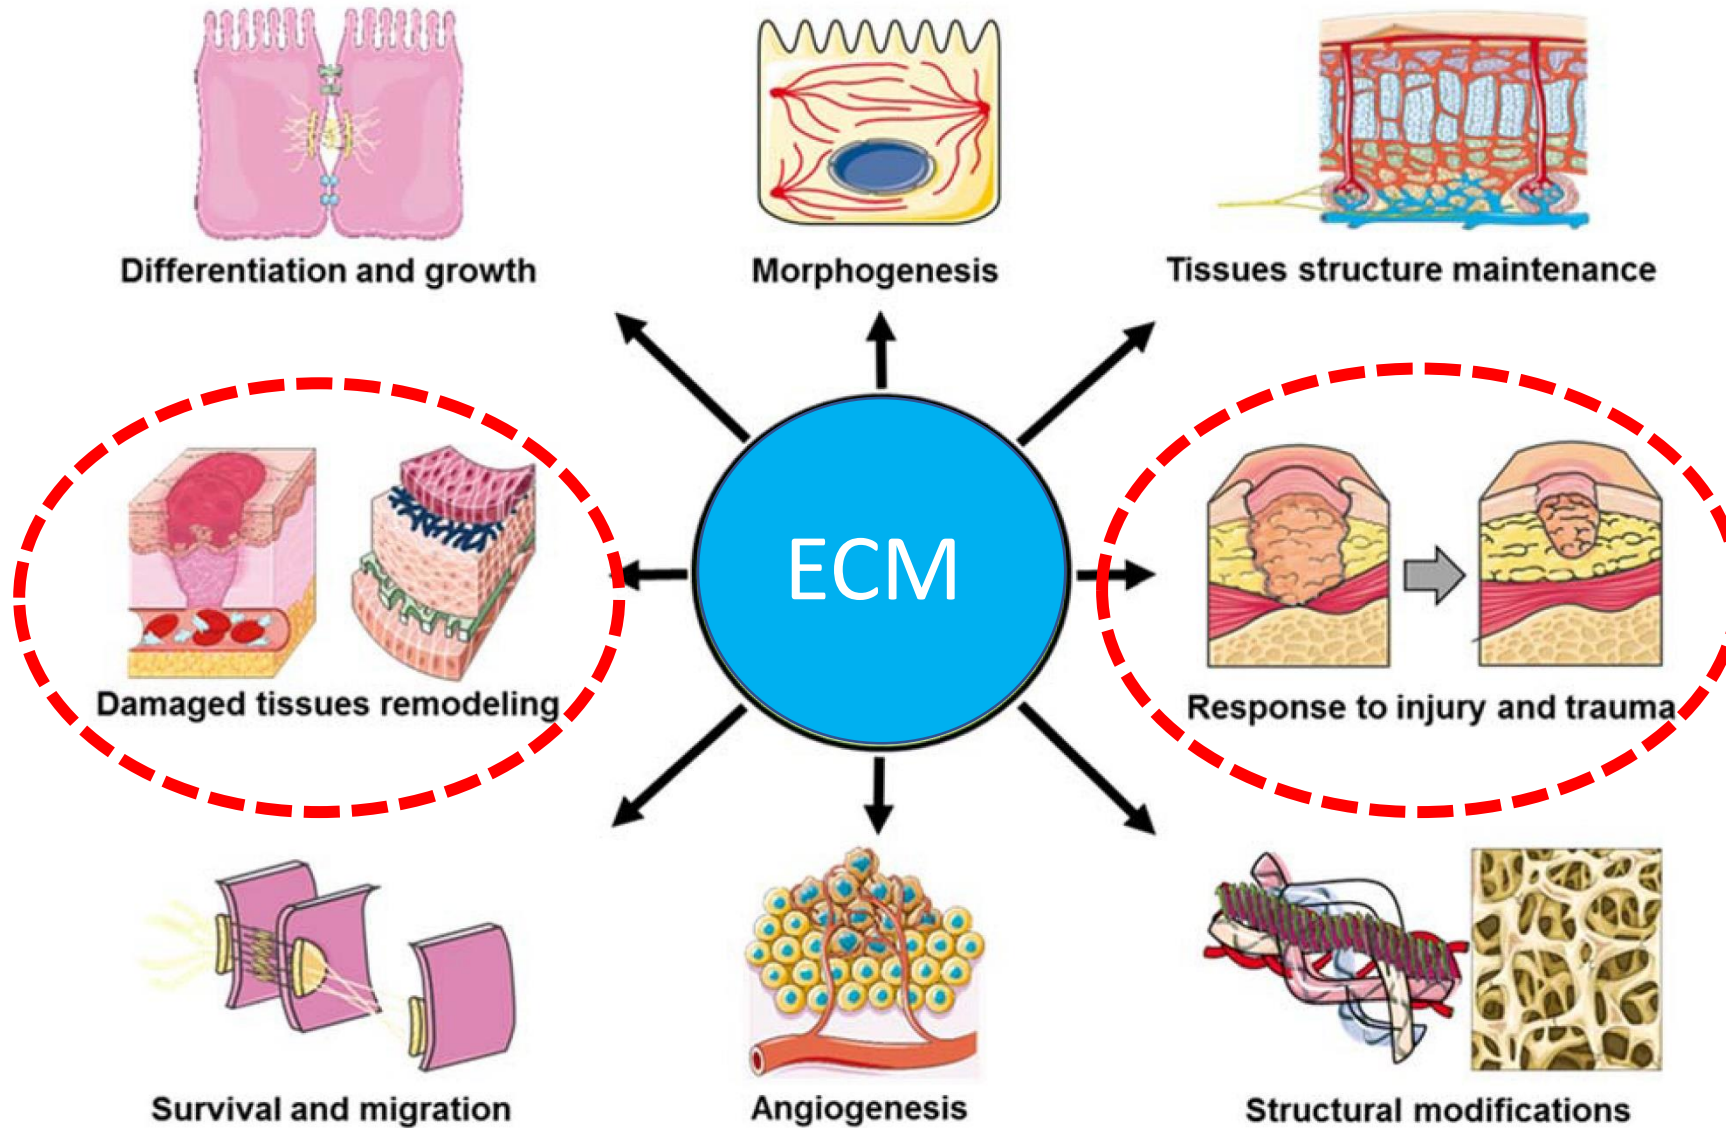 Differentiation and growth
Morphogenesis
Tissues structure maintenance
Damaged tissues remodeling
ECM
Response to injury and trauma
Survival and migration
Angiogenesis
Structural modifications